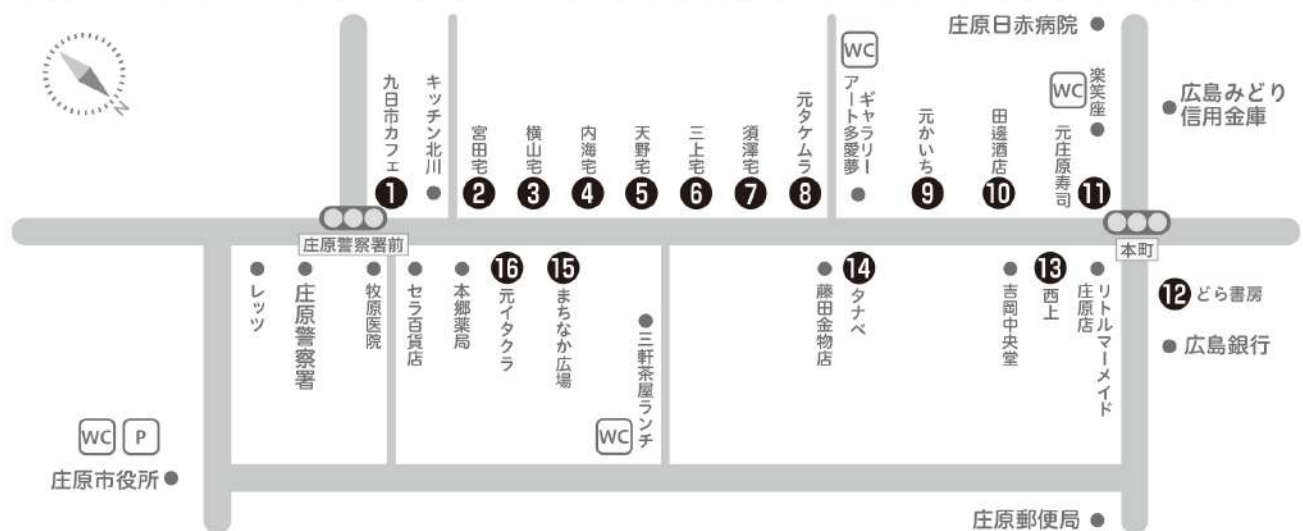 庄原日赤病院
WC
WC
N
九日市カフェ
キッチン北川
宮田宅
横山宅
内海宅
天野宅
三上宅
須澤宅
元タケムラ
ギャラリー
アート多愛夢
元かいち
田邊酒店
元庄原寿司
楽笑座
広島みどり
信用金庫
1
2
3
4
5
6
7
8
9
10
11
庄原警察署前
本町
レッツ
庄原警察署
牧原医院
セラ百貨店
本郷薬局
16
元イタクラ
15
まちなか広場
三軒茶屋ランチ
WC
藤田金物店
14
タナベ
吉岡中央堂
13
西上
リトルマーメイド
庄原店
12 どら書房
広島銀行
WC P
庄原市役所
庄原郵便局